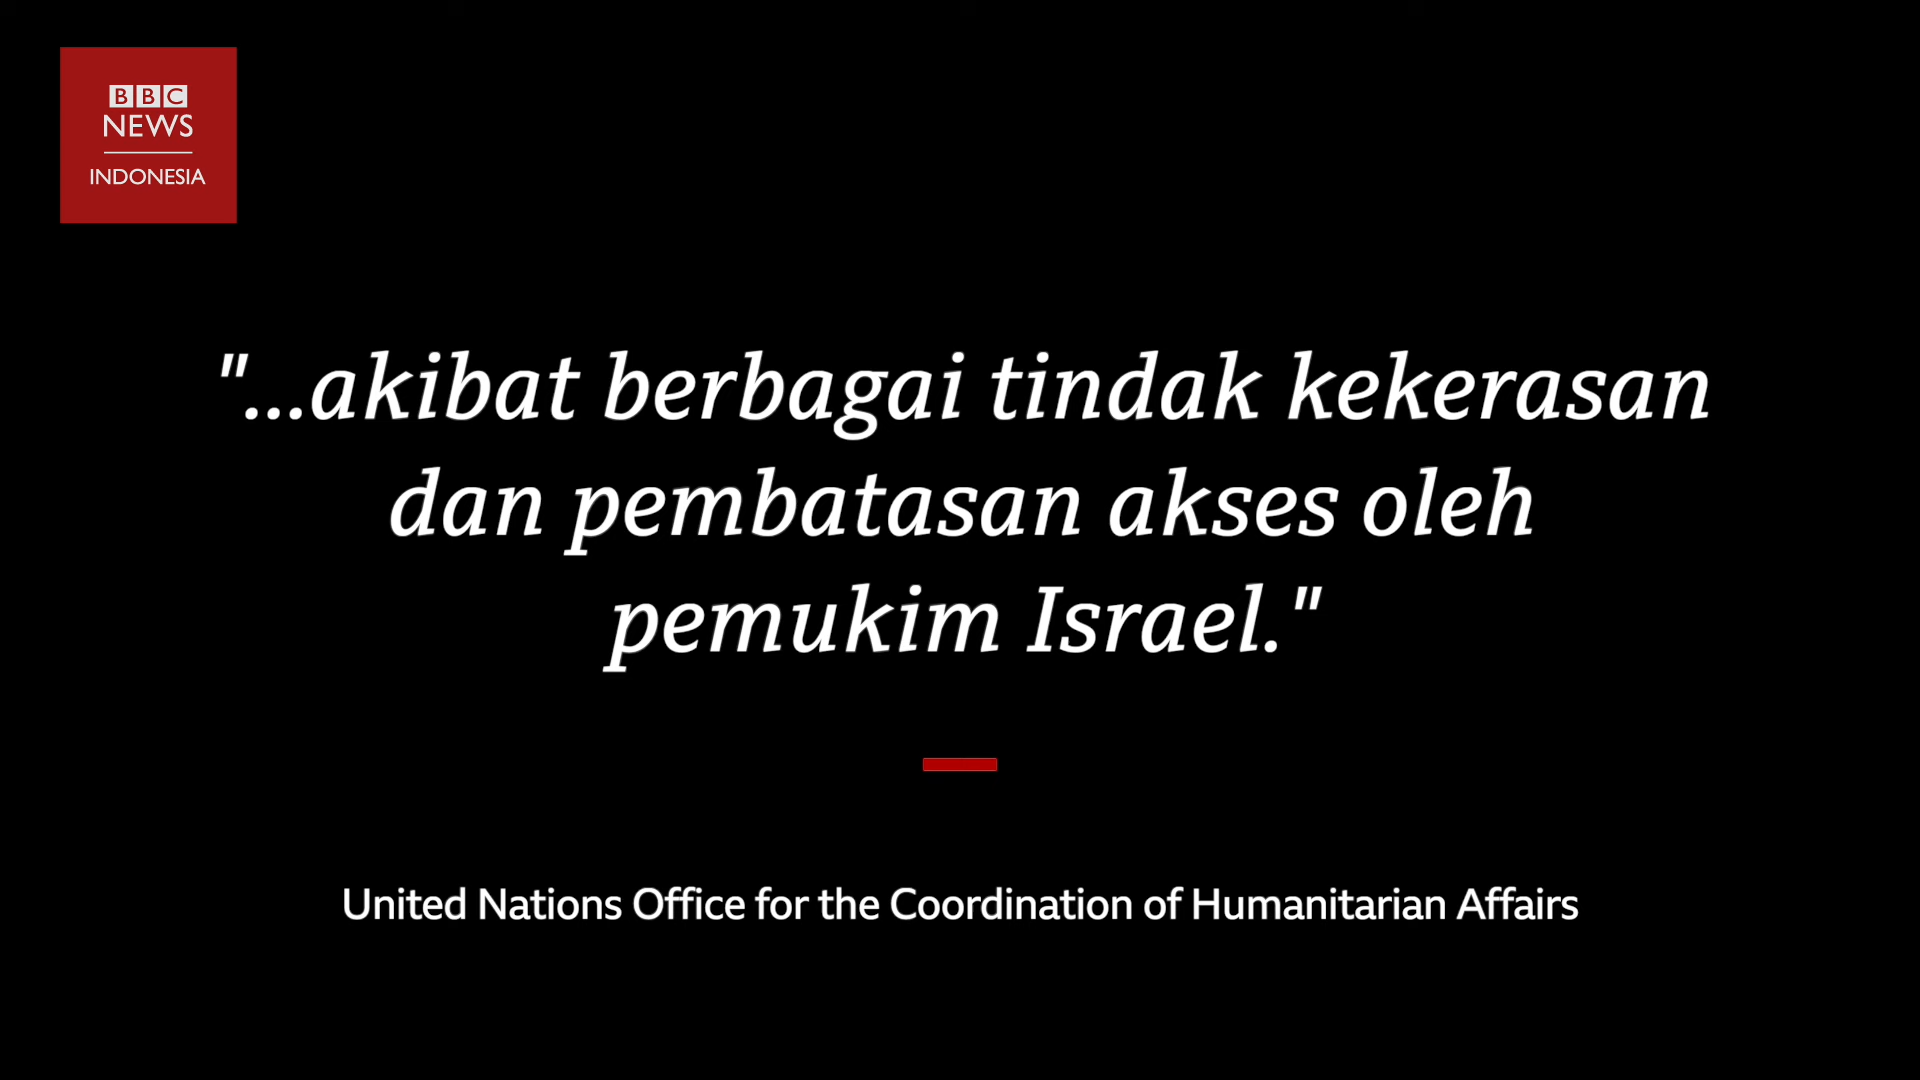 BBC
NEWS
INDONESIA
"...akibat berbagai tindak kekerasan
dan pembatasan akses oleh
pemukim Israel."
United Nations Office for the Coordination of Humanitarian Affairs